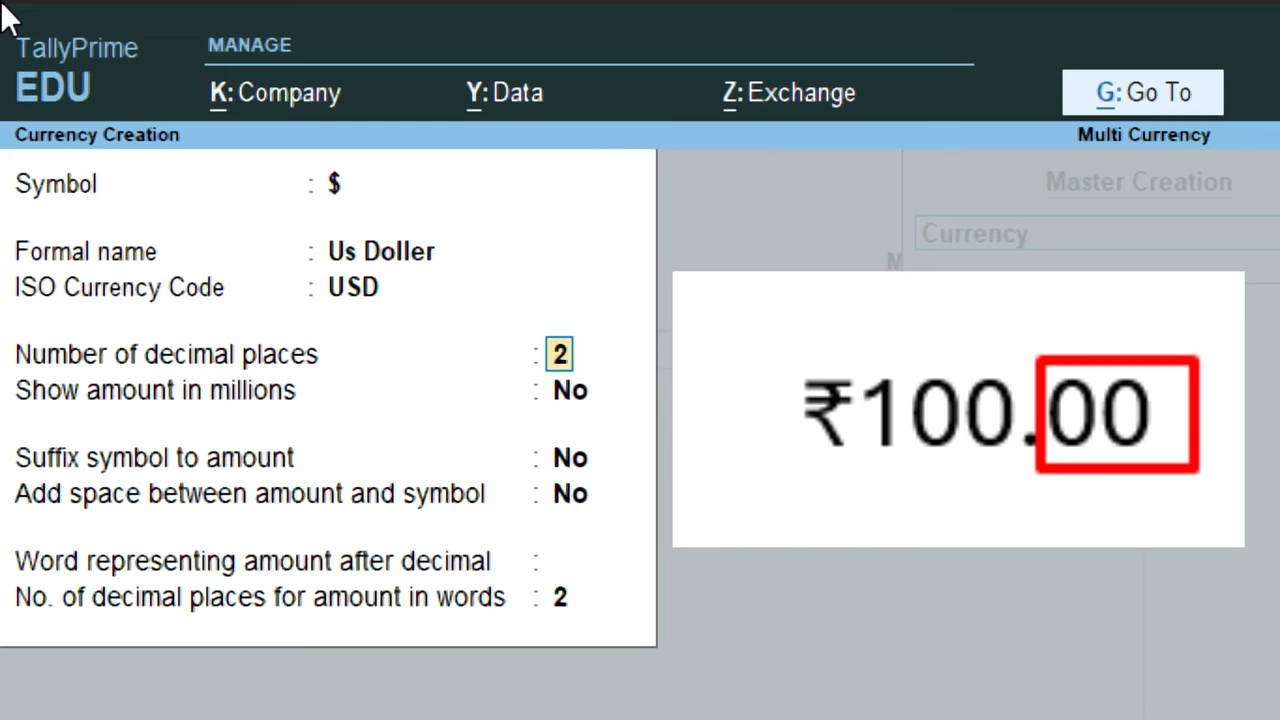 TallyPrime
EDU
MANAGE
K: Company
Y: Data
Z: Exchange
G: Go To
Currency Creation
Multi Currency
Symbol : $
Formal name : Us Doller
ISO Currency Code : USD
Number of decimal places : 2
Show amount in millions : No
Suffix symbol to amount : No
Add space between amount and symbol : No
Word representing amount after decimal :
No. of decimal places for amount in words : 2
Master Creation
Currency
M
₹100.00